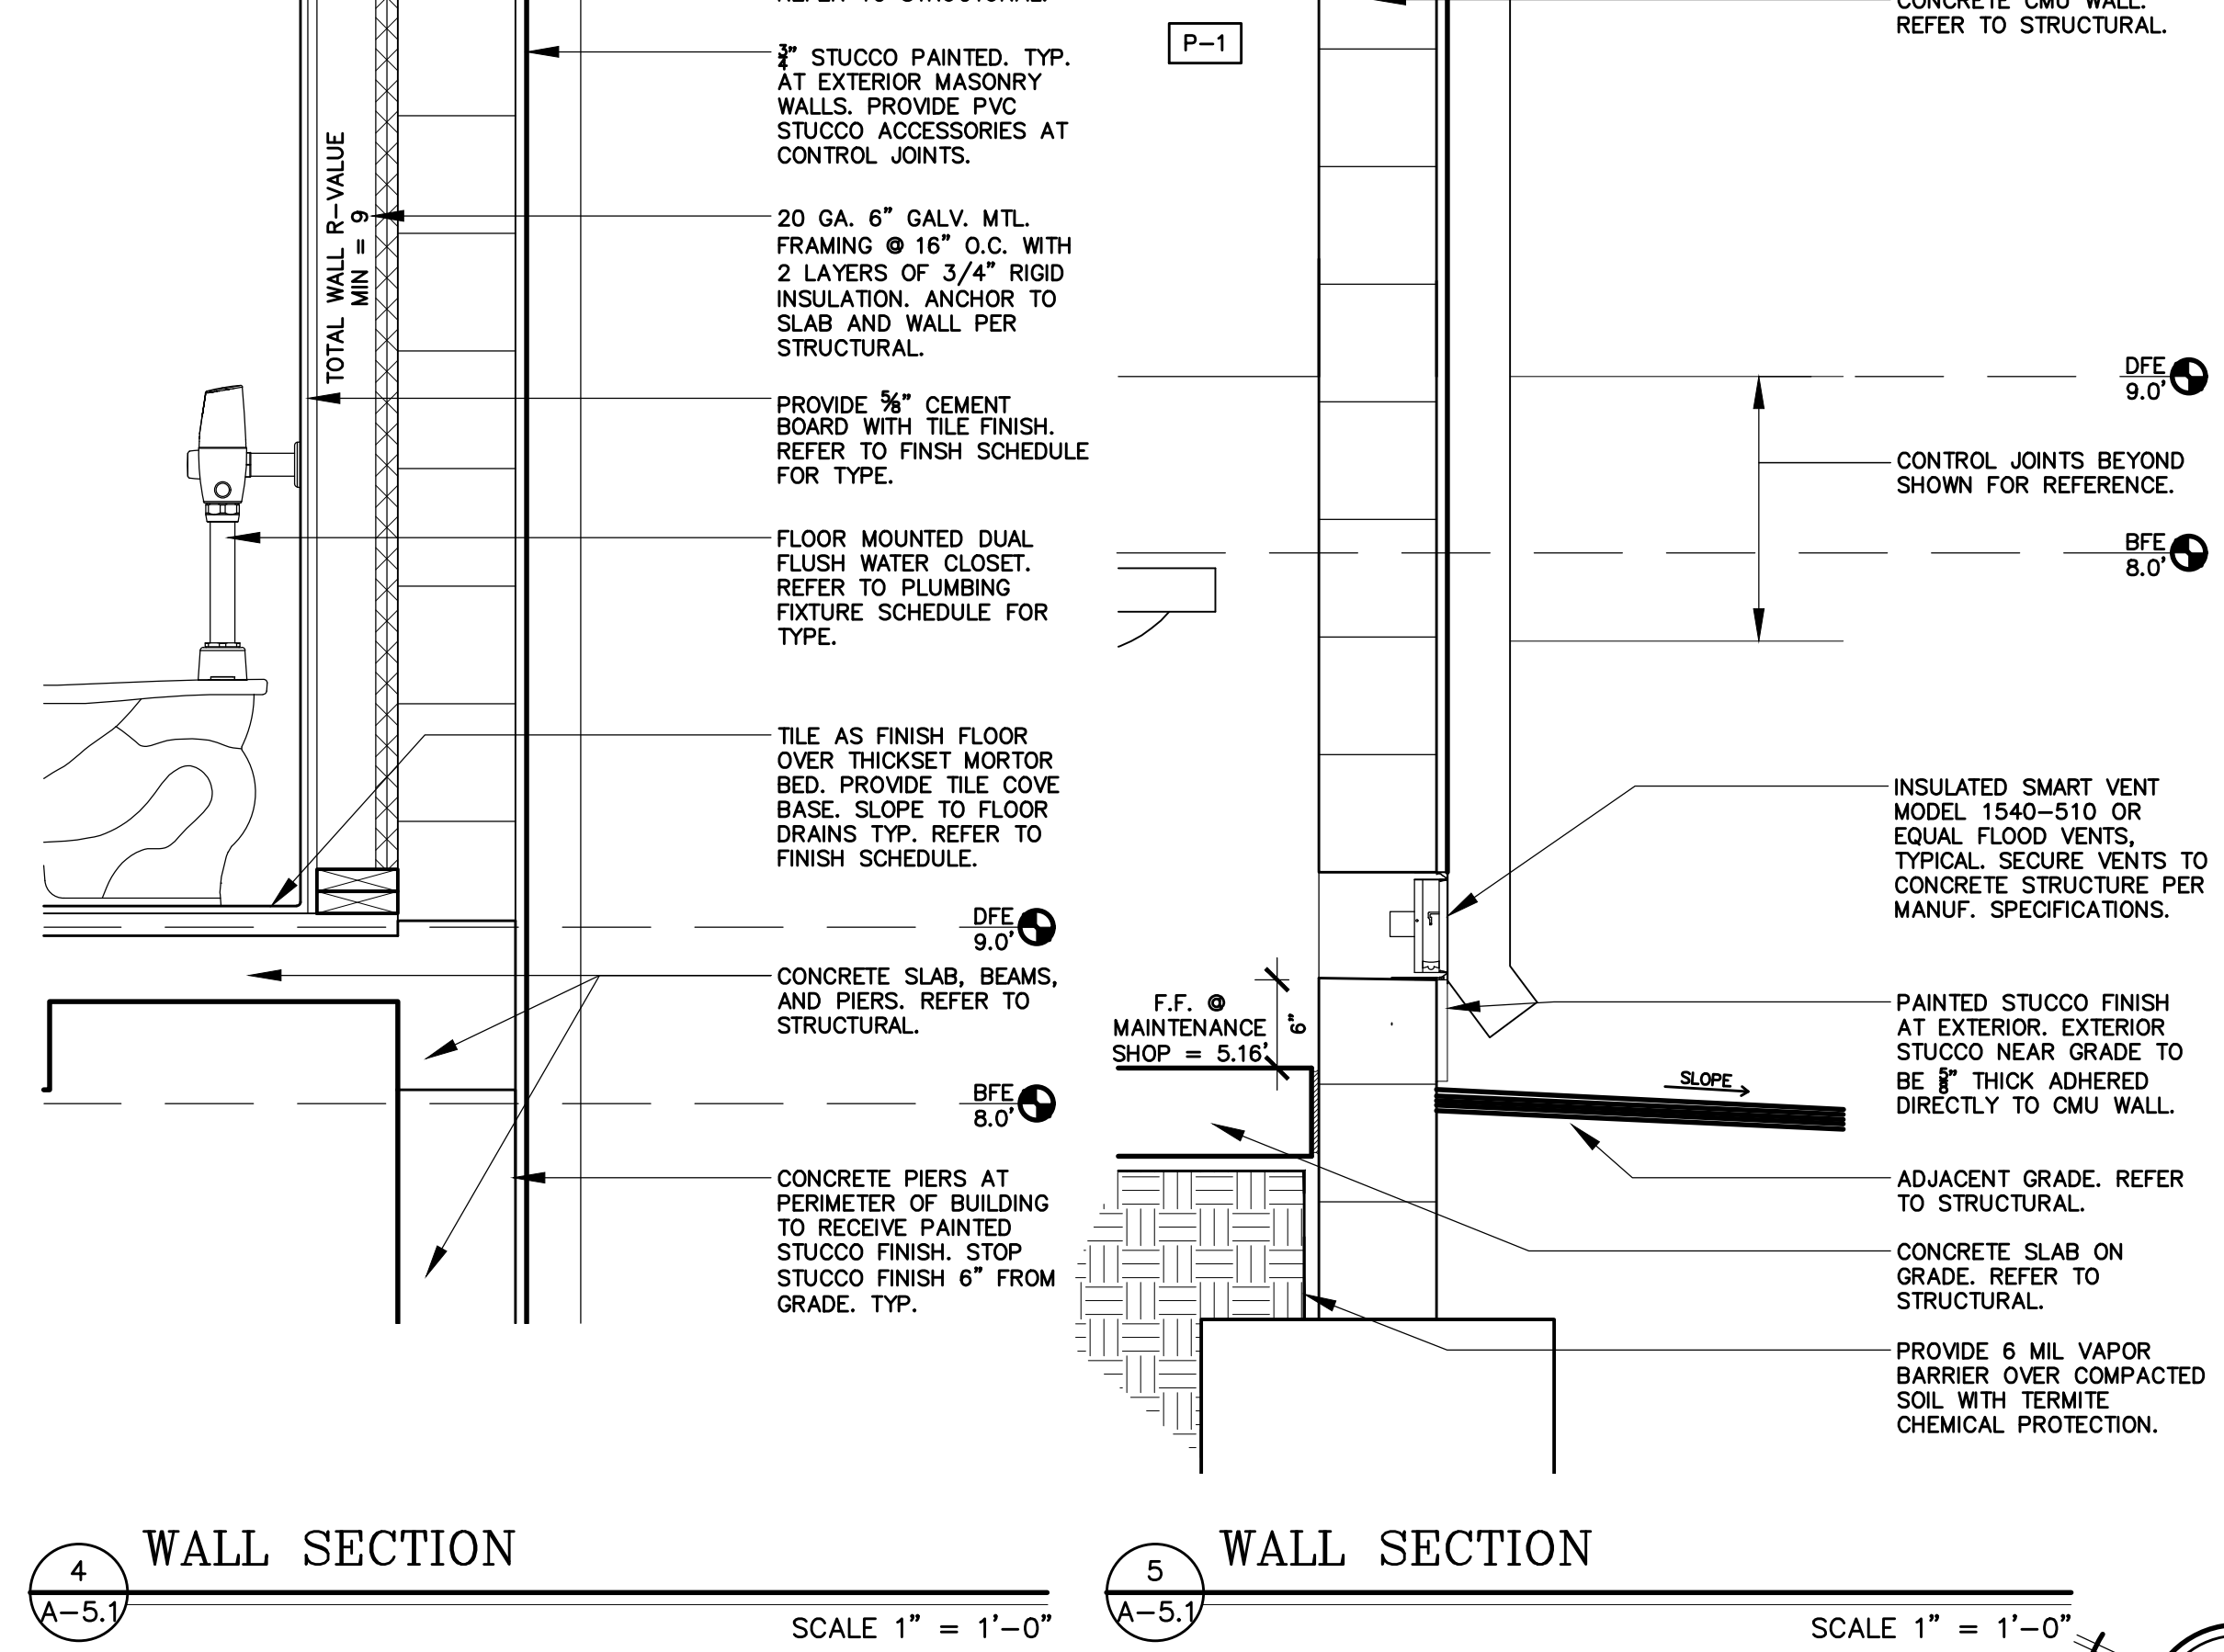 REFER TO STRUCTURAL.
3/4" STUCCO PAINTED. TYP.
AT EXTERIOR MASONRY
WALLS. PROVIDE PVC
STUCCO ACCESSORIES AT
CONTROL JOINTS.
TOTAL WALL R-VALUE
MIN = 9
20 GA. 6" GALV. MTL.
FRAMING @ 16" O.C. WITH
2 LAYERS OF 3/4" RIGID
INSULATION. ANCHOR TO
SLAB AND WALL PER
STRUCTURAL.
PROVIDE 5/8" CEMENT
BOARD WITH TILE FINISH.
REFER TO FINSH SCHEDULE
FOR TYPE.
FLOOR MOUNTED DUAL
FLUSH WATER CLOSET.
REFER TO PLUMBING
FIXTURE SCHEDULE FOR
TYPE.
TILE AS FINISH FLOOR
OVER THICKSET MORTOR
BED. PROVIDE TILE COVE
BASE. SLOPE TO FLOOR
DRAINS TYP. REFER TO
FINISH SCHEDULE.
DFE
9.0'
CONCRETE SLAB, BEAMS,
AND PIERS. REFER TO
STRUCTURAL.
BFE
8.0'
CONCRETE PIERS AT
PERIMETER OF BUILDING
TO RECEIVE PAINTED
STUCCO FINISH. STOP
STUCCO FINISH 6" FROM
GRADE. TYP.
4
A-5.1
WALL SECTION
SCALE 1" = 1'-0"
P-1
CONCRETE CMU WALL.
REFER TO STRUCTURAL.
DFE
9.0'
CONTROL JOINTS BEYOND
SHOWN FOR REFERENCE.
BFE
8.0'
INSULATED SMART VENT
MODEL 1540-510 OR
EQUAL FLOOD VENTS,
TYPICAL. SECURE VENTS TO
CONCRETE STRUCTURE PER
MANUF. SPECIFICATIONS.
F.F. @
MAINTENANCE
SHOP = 5.16'
6"
PAINTED STUCCO FINISH
AT EXTERIOR. EXTERIOR
STUCCO NEAR GRADE TO
BE 5/8" THICK ADHERED
DIRECTLY TO CMU WALL.
SLOPE
ADJACENT GRADE. REFER
TO STRUCTURAL.
CONCRETE SLAB ON
GRADE. REFER TO
STRUCTURAL.
PROVIDE 6 MIL VAPOR
BARRIER OVER COMPACTED
SOIL WITH TERMITE
CHEMICAL PROTECTION.
5
A-5.1
WALL SECTION
SCALE 1" = 1'-0"